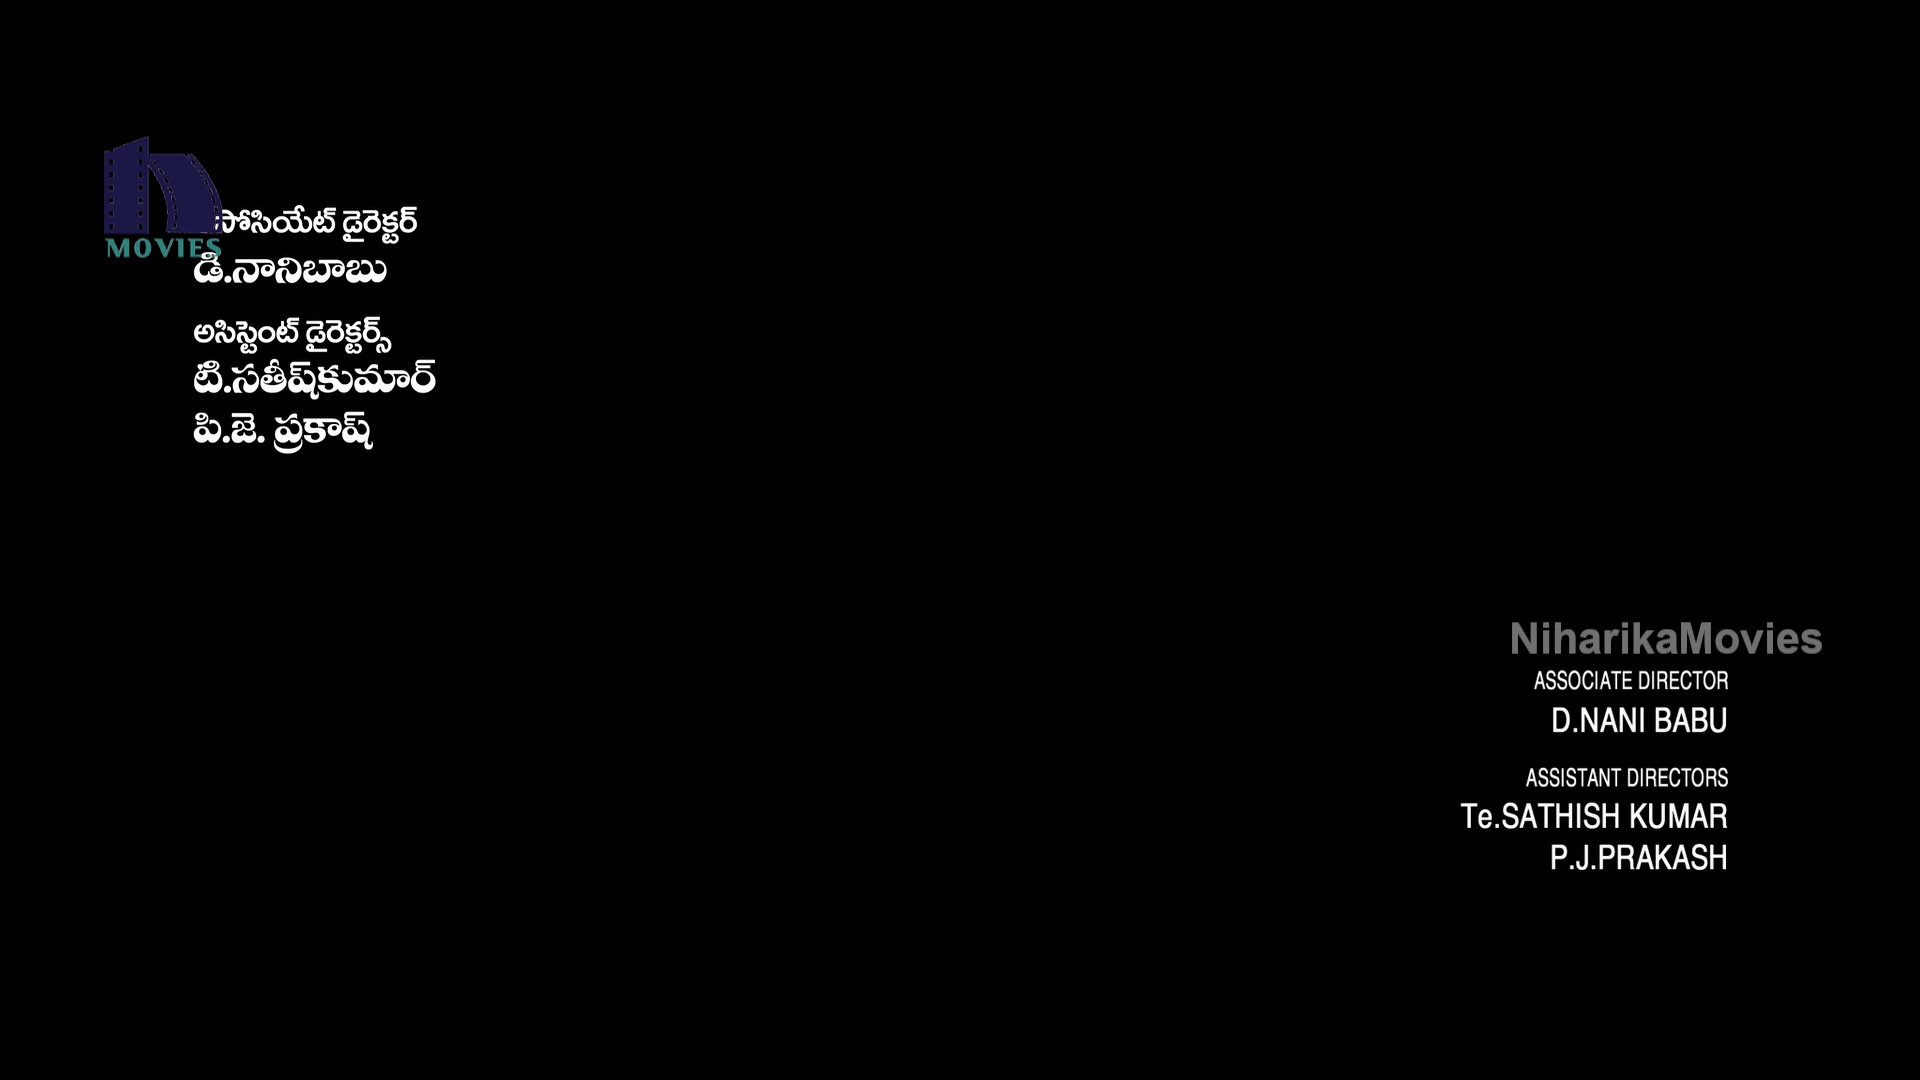 MOVIES
డైరెక్టర్
డి.నానిబాబు
అసిస్టెంట్ డైరెక్టర్స్
టి.సతీష్‌కుమార్
పి.జె. ప్రకాష్
NiharikaMovies
ASSOCIATE DIRECTOR
D.NANI BABU
ASSISTANT DIRECTORS
Te.SATHISH KUMAR
P.J.PRAKASH